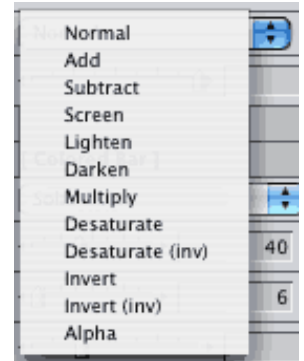 Normal
Add
Subtract
Screen
Lighten
Darken
Multiply
Desaturate
Desaturate (inv)
40
Invert
6
Invert (inv)
Alpha